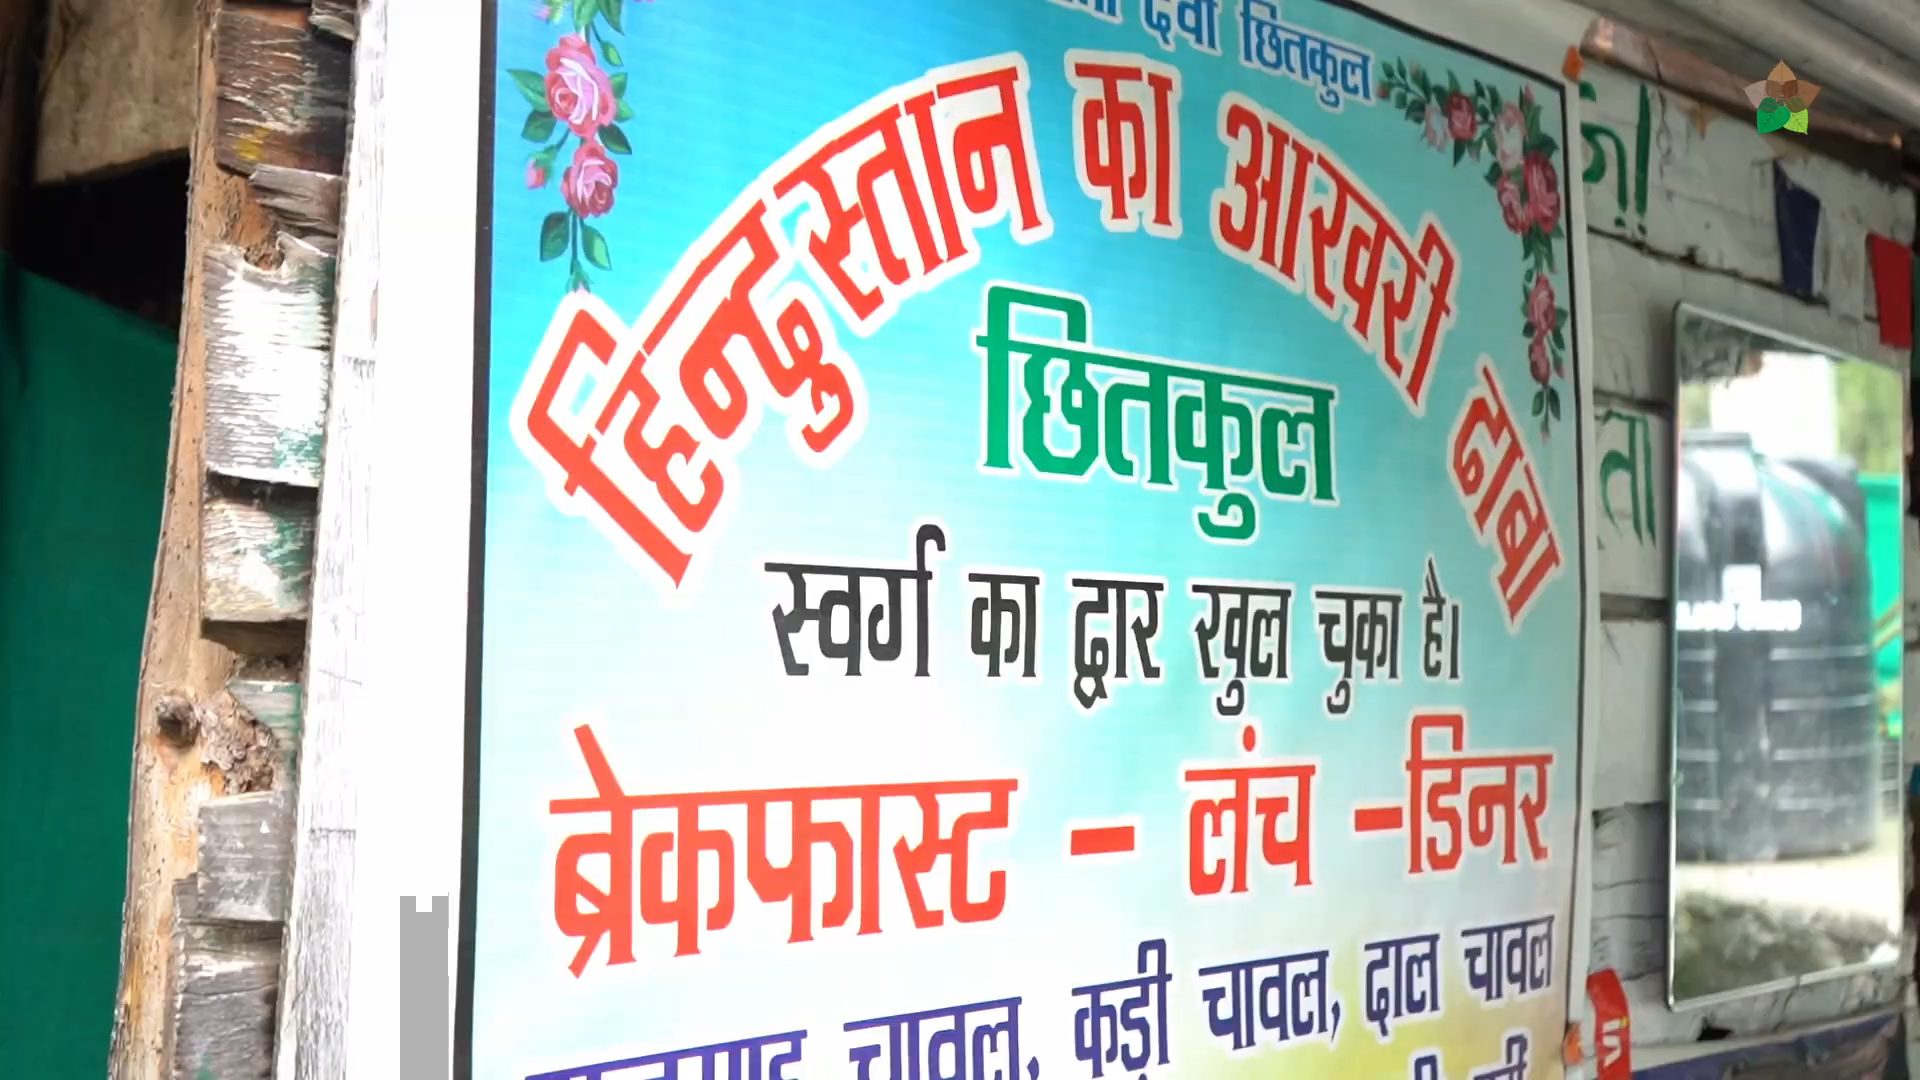 देवी छितकुल
हिन्दुस्तान का आखरी ढाबा
छितकुल
स्वर्ग का द्वार खुल चुका है।
ब्रेकफास्ट – लंच – डिनर
चावल, कड़ी चावल, दाल चावल